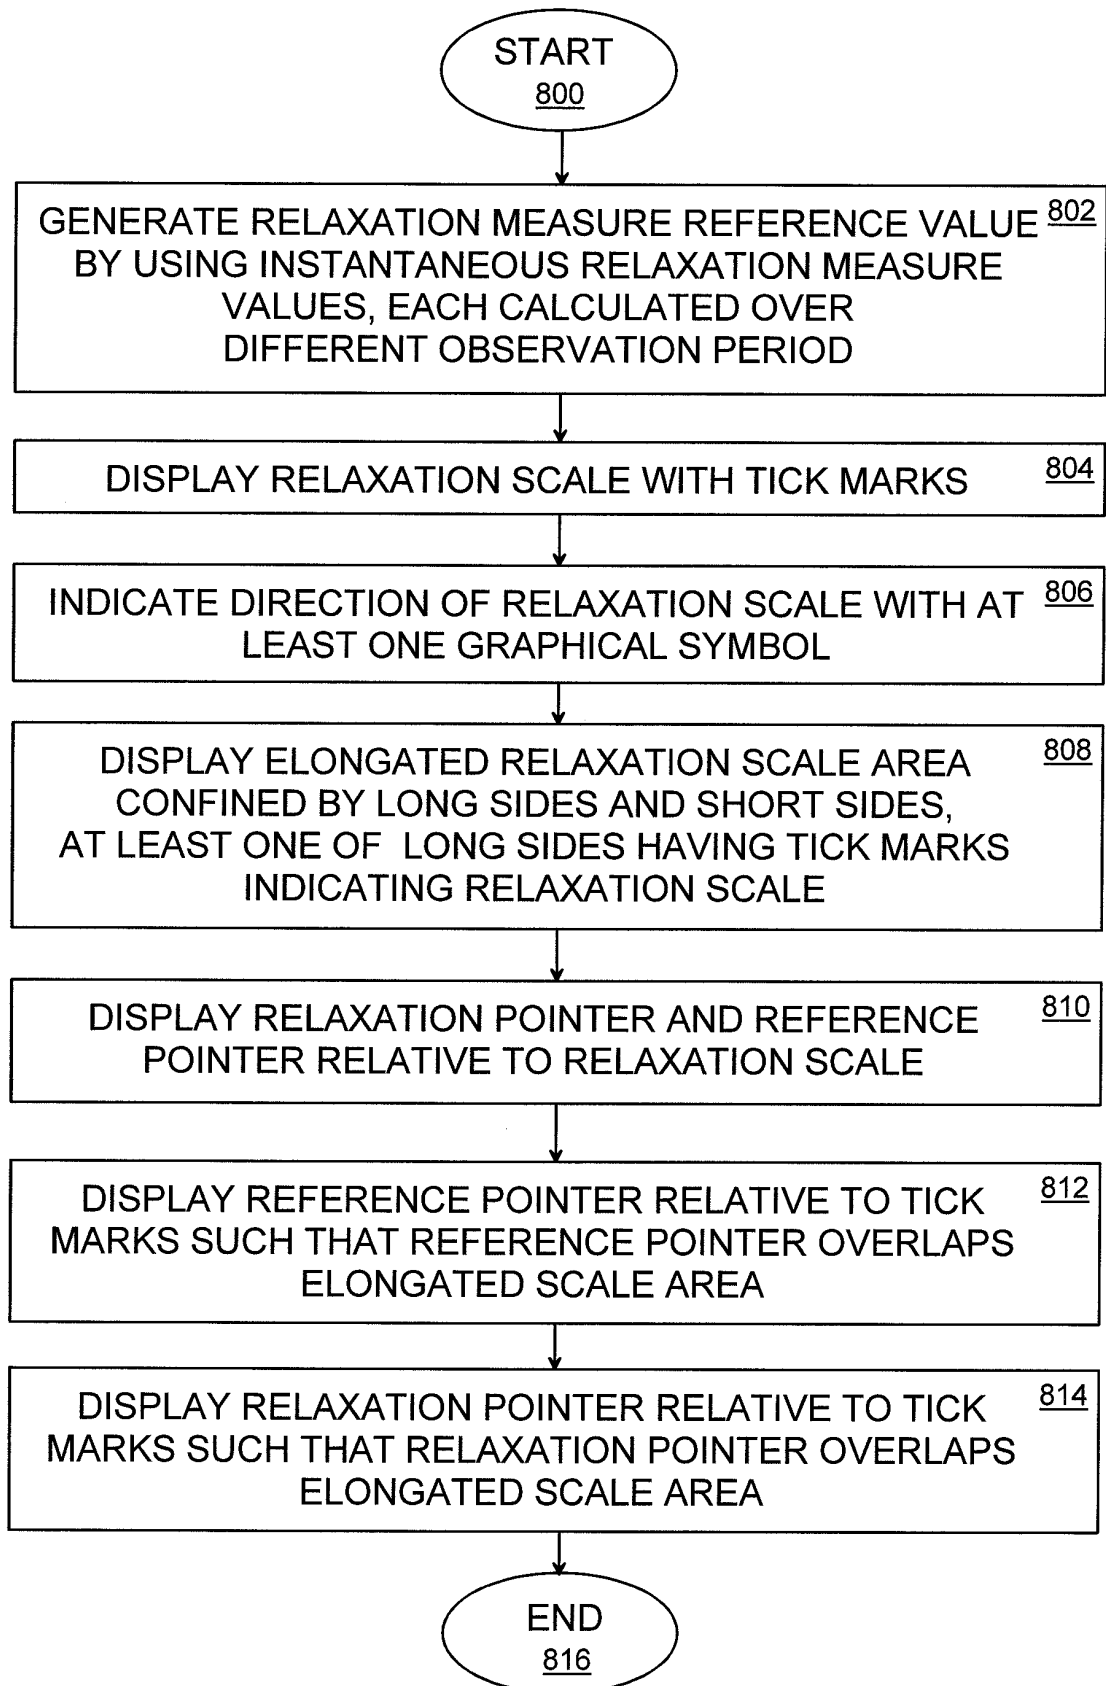 START
800
GENERATE RELAXATION MEASURE REFERENCE VALUE 802
BY USING INSTANTANEOUS RELAXATION MEASURE
VALUES, EACH CALCULATED OVER
DIFFERENT OBSERVATION PERIOD
DISPLAY RELAXATION SCALE WITH TICK MARKS 804
INDICATE DIRECTION OF RELAXATION SCALE WITH AT 806
LEAST ONE GRAPHICAL SYMBOL
DISPLAY ELONGATED RELAXATION SCALE AREA 808
CONFINED BY LONG SIDES AND SHORT SIDES,
AT LEAST ONE OF LONG SIDES HAVING TICK MARKS
INDICATING RELAXATION SCALE
DISPLAY RELAXATION POINTER AND REFERENCE 810
POINTER RELATIVE TO RELAXATION SCALE
DISPLAY REFERENCE POINTER RELATIVE TO TICK 812
MARKS SUCH THAT REFERENCE POINTER OVERLAPS
ELONGATED SCALE AREA
DISPLAY RELAXATION POINTER RELATIVE TO TICK 814
MARKS SUCH THAT RELAXATION POINTER OVERLAPS
ELONGATED SCALE AREA
END
816